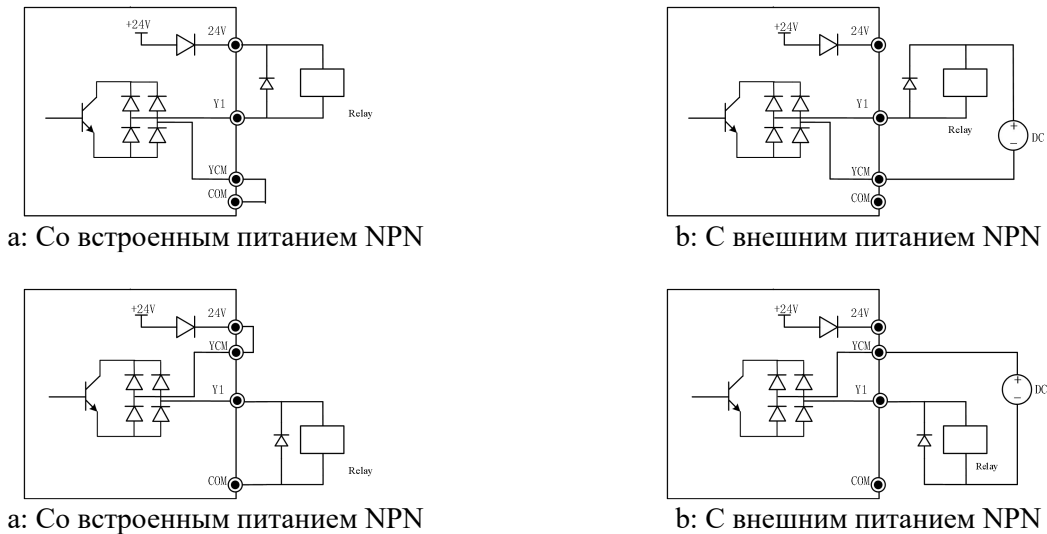 +24V 24V
Y1
Relay
YCM
COM
a: Со встроенным питанием NPN
+24V 24V
Y1
Relay
+
−
DC
YCM
COM
b: С внешним питанием NPN
+24V 24V
YCM
Y1
Relay
COM
a: Со встроенным питанием NPN
+24V 24V
YCM
+
−
DC
Y1
Relay
COM
b: С внешним питанием NPN